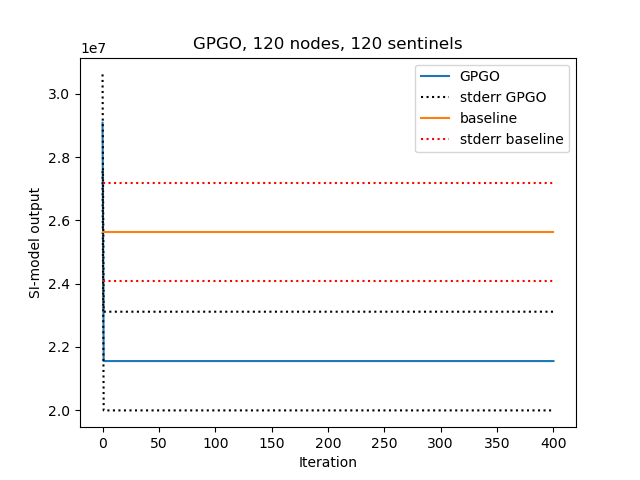 GPGO, 120 nodes, 120 sentinels
1e7
3.0
2.8
2.6
2.4
2.2
2.0
SI-model output
GPGO
stderr GPGO
baseline
stderr baseline
0 50 100 150 200 250 300 350 400
Iteration